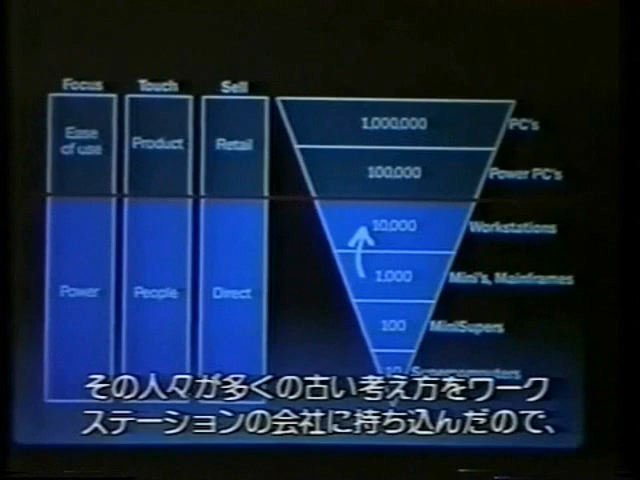 Focus Touch Sell
Ease
of use
Product
Retail
1,000,000
PC's
100,000
Power PC's
10,000
Workstations
1,000
Mini's, Mainframes
100
MiniSupers
10
Supercomputers
Power
People
Direct
その人々が多くの古い考え方をワーク
ステーションの会社に持ち込んだので、